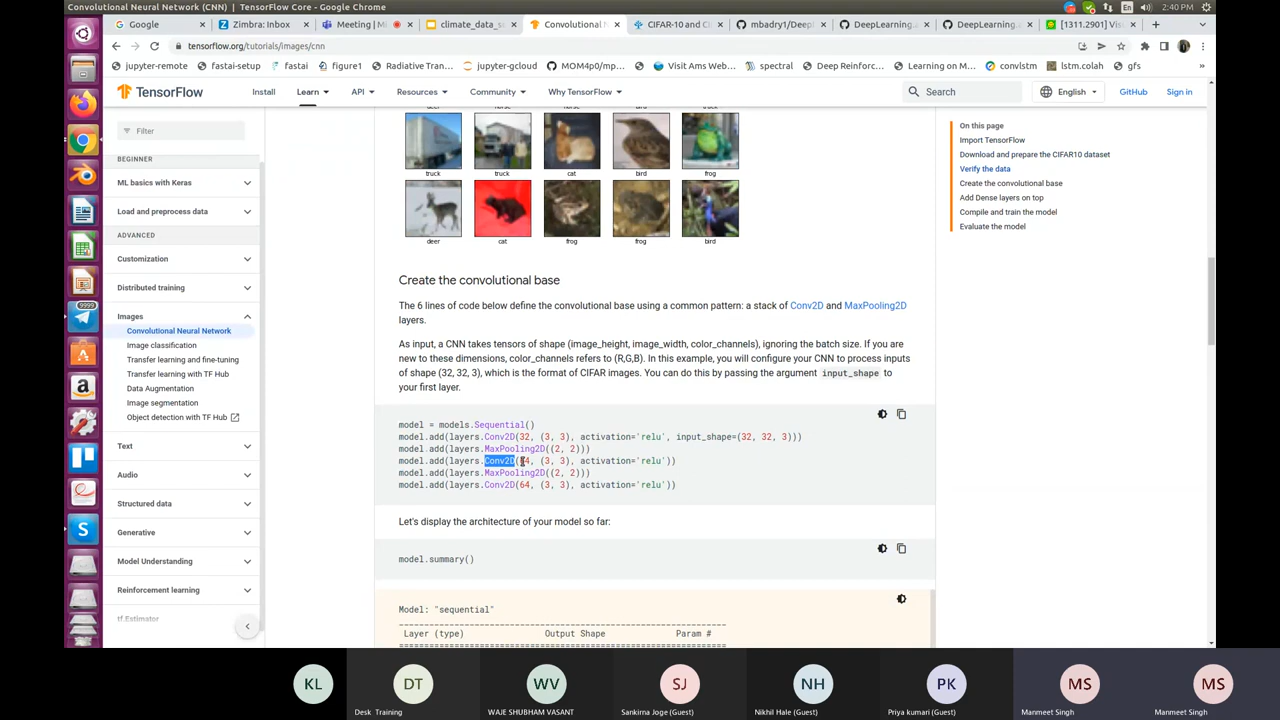 Convolutional Neural Network (CNN) | TensorFlow Core - Google Chrome
En
2:40 PM
Google
Zimbra: Inbox
Meeting | Mi
climate_data_s
Convolutional N
CIFAR-10 and C
mbadry1/DeepL
DeepLearning.a
DeepLearning.a
[1311.2901] Vis
tensorflow.org/tutorials/images/cnn
jupyter-remote
fastai-setup
fastai
figure1
Radiative Tran...
jupyter-gcloud
MOM4p0/mp...
Visit Ams Web...
spectral
Deep Reinforc...
Learning on M...
convlstm
lstm.colah
gfs
»
TensorFlow
Install
Learn
API
Resources
Community
Why TensorFlow
Search
English
GitHub
Sign in
Filter
BEGINNER
ML basics with Keras
Load and preprocess data
ADVANCED
Customization
Distributed training
Images
Convolutional Neural Network
Image classification
Transfer learning and fine-tuning
Transfer learning with TF Hub
Data Augmentation
Image segmentation
Object detection with TF Hub
Text
Audio
Structured data
Generative
Model Understanding
Reinforcement learning
tf.Estimator
deer horse horse bird truck
truck truck cat bird frog
deer cat frog frog bird
Create the convolutional base
The 6 lines of code below define the convolutional base using a common pattern: a stack of Conv2D and MaxPooling2D
layers.
As input, a CNN takes tensors of shape (image_height, image_width, color_channels), ignoring the batch size. If you are
new to these dimensions, color_channels refers to (R,G,B). In this example, you will configure your CNN to process inputs
of shape (32, 32, 3), which is the format of CIFAR images. You can do this by passing the argument input_shape to
your first layer.
model = models.Sequential()
model.add(layers.Conv2D(32, (3, 3), activation='relu', input_shape=(32, 32, 3)))
model.add(layers.MaxPooling2D((2, 2)))
model.add(layers.Conv2D(64, (3, 3), activation='relu'))
model.add(layers.MaxPooling2D((2, 2)))
model.add(layers.Conv2D(64, (3, 3), activation='relu'))
Let's display the architecture of your model so far:
model.summary()
Model: "sequential"
Layer (type) Output Shape Param #
On this page
Import TensorFlow
Download and prepare the CIFAR10 dataset
Verify the data
Create the convolutional base
Add Dense layers on top
Compile and train the model
Evaluate the model
9999
KL
DT
WV
SJ
NH
PK
MS
MS
Desk Training
WAJE SHUBHAM VASANT
Sankirna Joge (Guest)
Nikhil Hale (Guest)
Priya kumari (Guest)
Manmeet Singh
Manmeet Singh